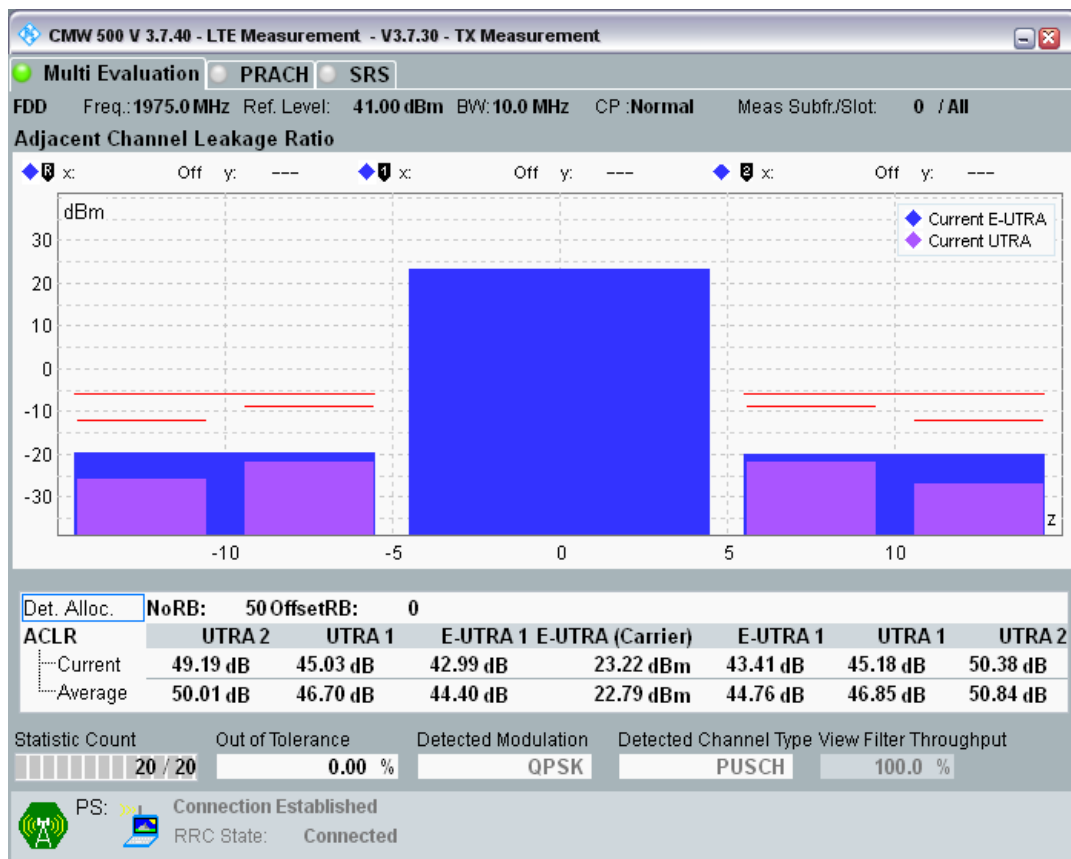 CMW 500 V 3.7.40 - LTE Measurement - V3.7.30 - TX Measurement
Multi Evaluation PRACH SRS
FDD Freq.:1975.0 MHz Ref. Level: 41.00 dBm BW:10.0 MHz CP :Normal Meas Subfr./Slot: 0 / All
Adjacent Channel Leakage Ratio
R x: Off y: --- 1 x: Off y: --- 2 x: Off y: ---
dBm
Current E-UTRA
Current UTRA
30
20
10
0
-10
-20
-30
z
-10 -5 0 5 10
Det. Alloc. NoRB: 50 OffsetRB: 0
ACLR UTRA 2 UTRA 1 E-UTRA 1 E-UTRA (Carrier) E-UTRA 1 UTRA 1 UTRA 2
Current 49.19 dB 45.03 dB 42.99 dB 23.22 dBm 43.41 dB 45.18 dB 50.38 dB
Average 50.01 dB 46.70 dB 44.40 dB 22.79 dBm 44.76 dB 46.85 dB 50.84 dB
Statistic Count Out of Tolerance Detected Modulation Detected Channel Type View Filter Throughput
20 / 20 0.00 % QPSK PUSCH 100.0 %
PS: Connection Established
RRC State: Connected